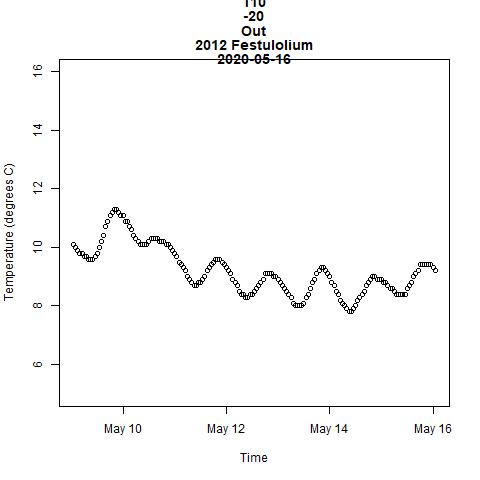 110
-20
Out
2012 Festulolium
2020-05-16
16
14
12
10
8
6
Temperature (degrees C)
May 10
May 12
May 14
May 16
Time